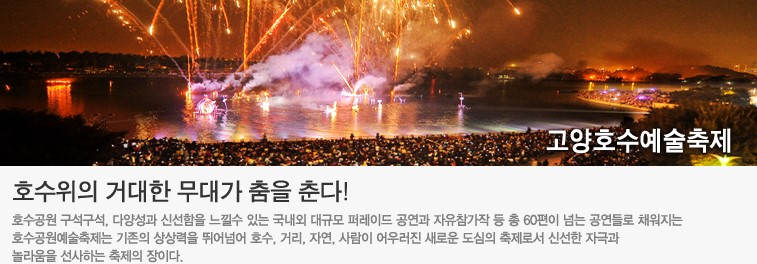 고양호수예술축제
호수위의 거대한 무대가 춤을 춘다!
호수공원 구석구석, 다양성과 신선함을 느낄수 있는 국내외 대규모 퍼레이드 공연과 자유참가작 등 총 60편이 넘는 공연들로 채워지는
호수공원예술축제는 기존의 상상력을 뛰어넘어 호수, 거리, 자연, 사람이 어우러진 새로운 도심의 축제로서 신선한 자극과
놀라움을 선사하는 축제의 장이다.